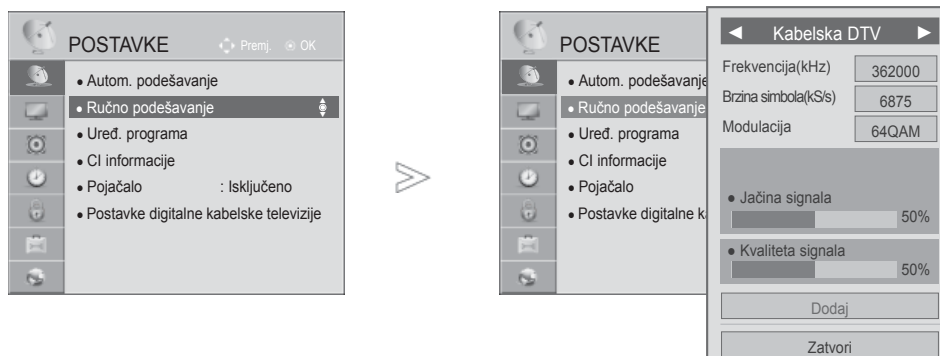 POSTAVKE
Premj. OK
• Autom. podešavanje
• Ručno podešavanje
• Uređ. programa
• CI informacije
• Pojačalo : Isključeno
• Postavke digitalne kabelske televizije
POSTAVKE
• Autom. podešavanje
• Ručno podešavanje
• Uređ. programa
• CI informacije
• Pojačalo
• Postavke digitalne k
◄ Kabelska DTV ►
Frekvencija(kHz) 362000
Brzina simbola(kS/s) 6875
Modulacija 64QAM
• Jačina signala
50%
• Kvaliteta signala
50%
Dodaj
Zatvori